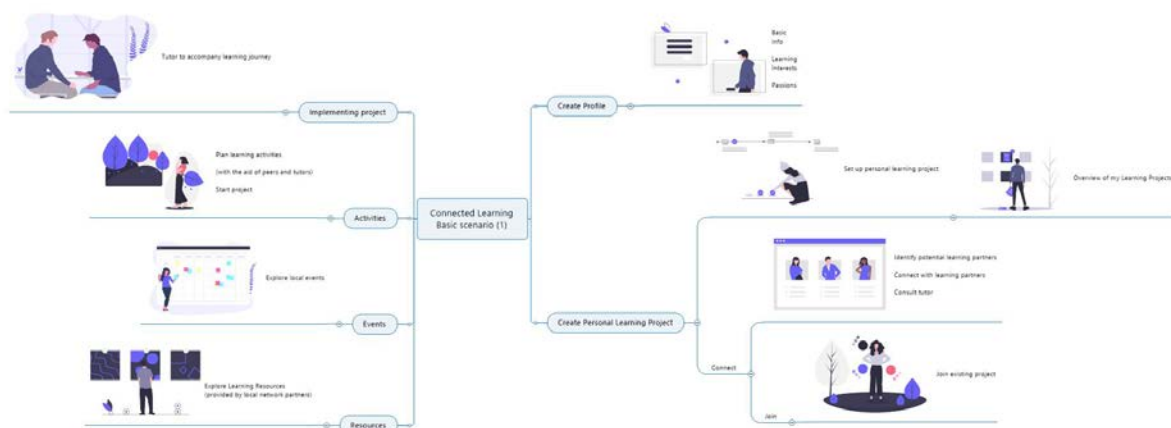 Tutor to accompany learning journey
Implementing project
Plan learning activities
(with the aid of peers and tutors)
Start project
Activities
Explore local events
Events
Explore Learning Resources
(provided by local network partners)
Resources
Connected Learning
Basic scenario (1)
Basic
info
Learning
Interests
Passions
Create Profile
Set up personal learning project
Overview of my Learning Projects
Create Personal Learning Project
Identify potential learning partners
Connect with learning partners
Consult tutor
Connect
Join existing project
Join